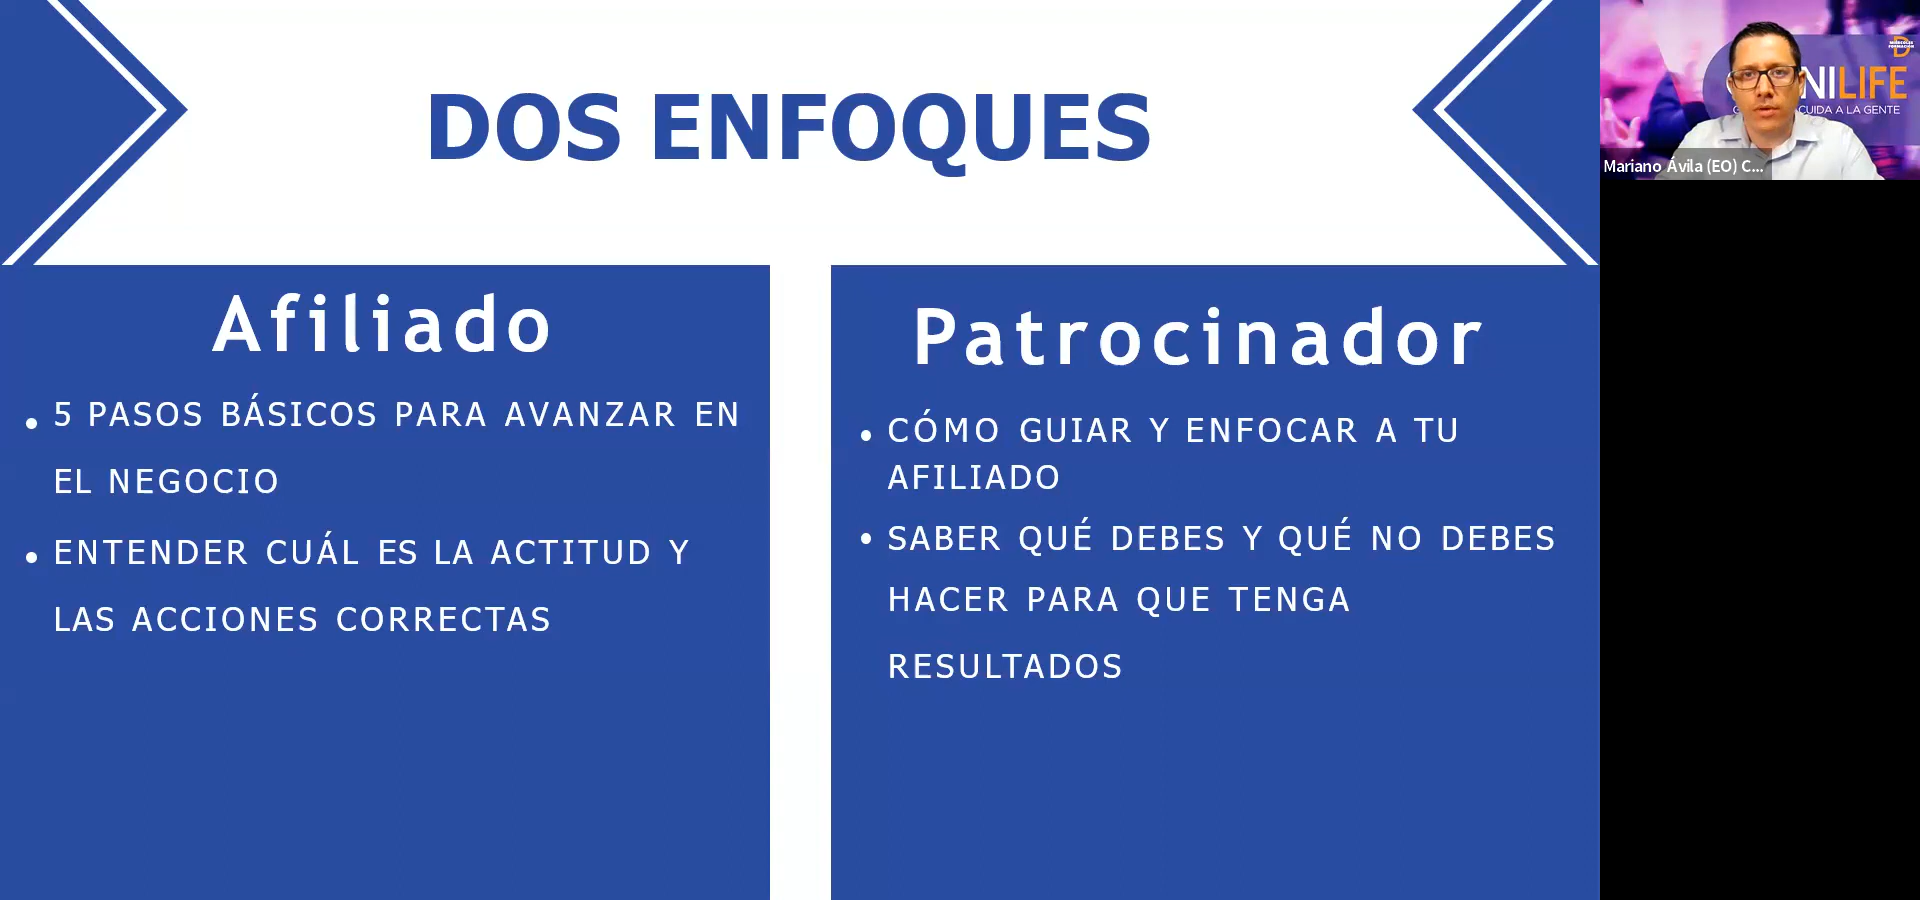 DOS ENFOQUES
Afiliado
• 5 PASOS BÁSICOS PARA AVANZAR EN
EL NEGOCIO
• ENTENDER CUÁL ES LA ACTITUD Y
LAS ACCIONES CORRECTAS
Patrocinador
• CÓMO GUIAR Y ENFOCAR A TU
AFILIADO
• SABER QUÉ DEBES Y QUÉ NO DEBES
HACER PARA QUE TENGA
RESULTADOS
NILIFE
CUIDA A LA GENTE
Mariano Ávila (EO) C...